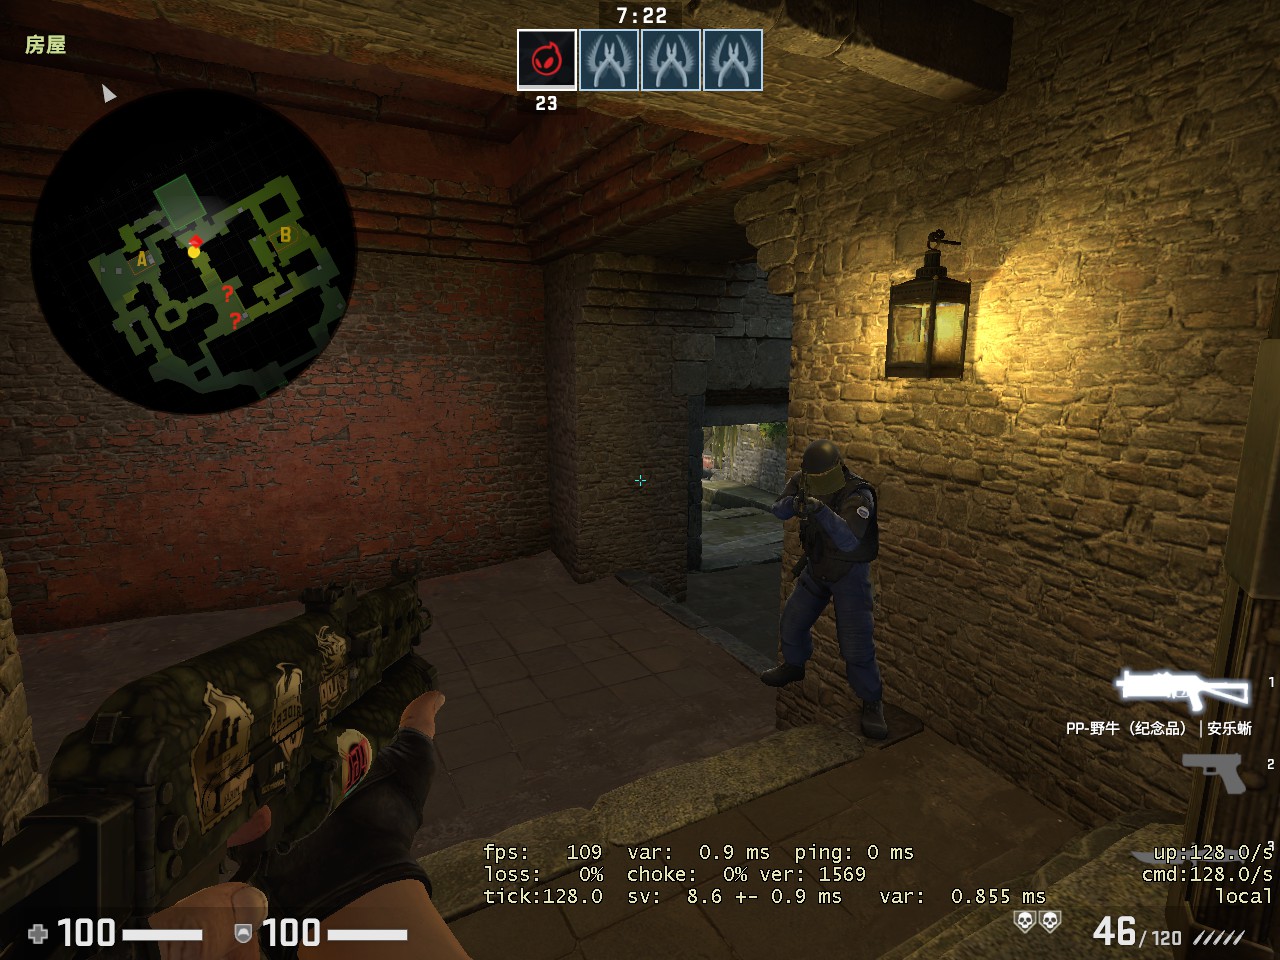 7:22
房屋
23
A
B
?
?
1
PP-野牛（纪念品） | 安乐蜥
2
3
fps: 109 var: 0.9 ms ping: 0 ms
up:128.0/s
loss: 0% choke: 0% ver: 1569
cmd:128.0/s
tick:128.0 sv: 8.6 +- 0.9 ms var: 0.855 ms
local
100
100
46/120